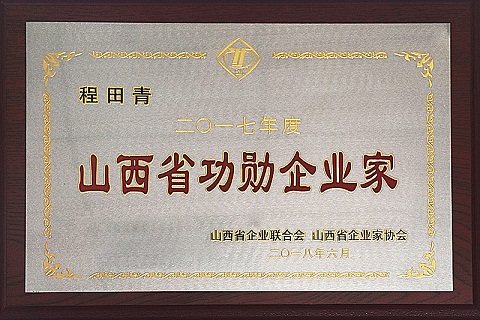 程田青
二〇一七年度
山西省功勋企业家
山西省企业联合会 山西省企业家协会
二〇一八年六月